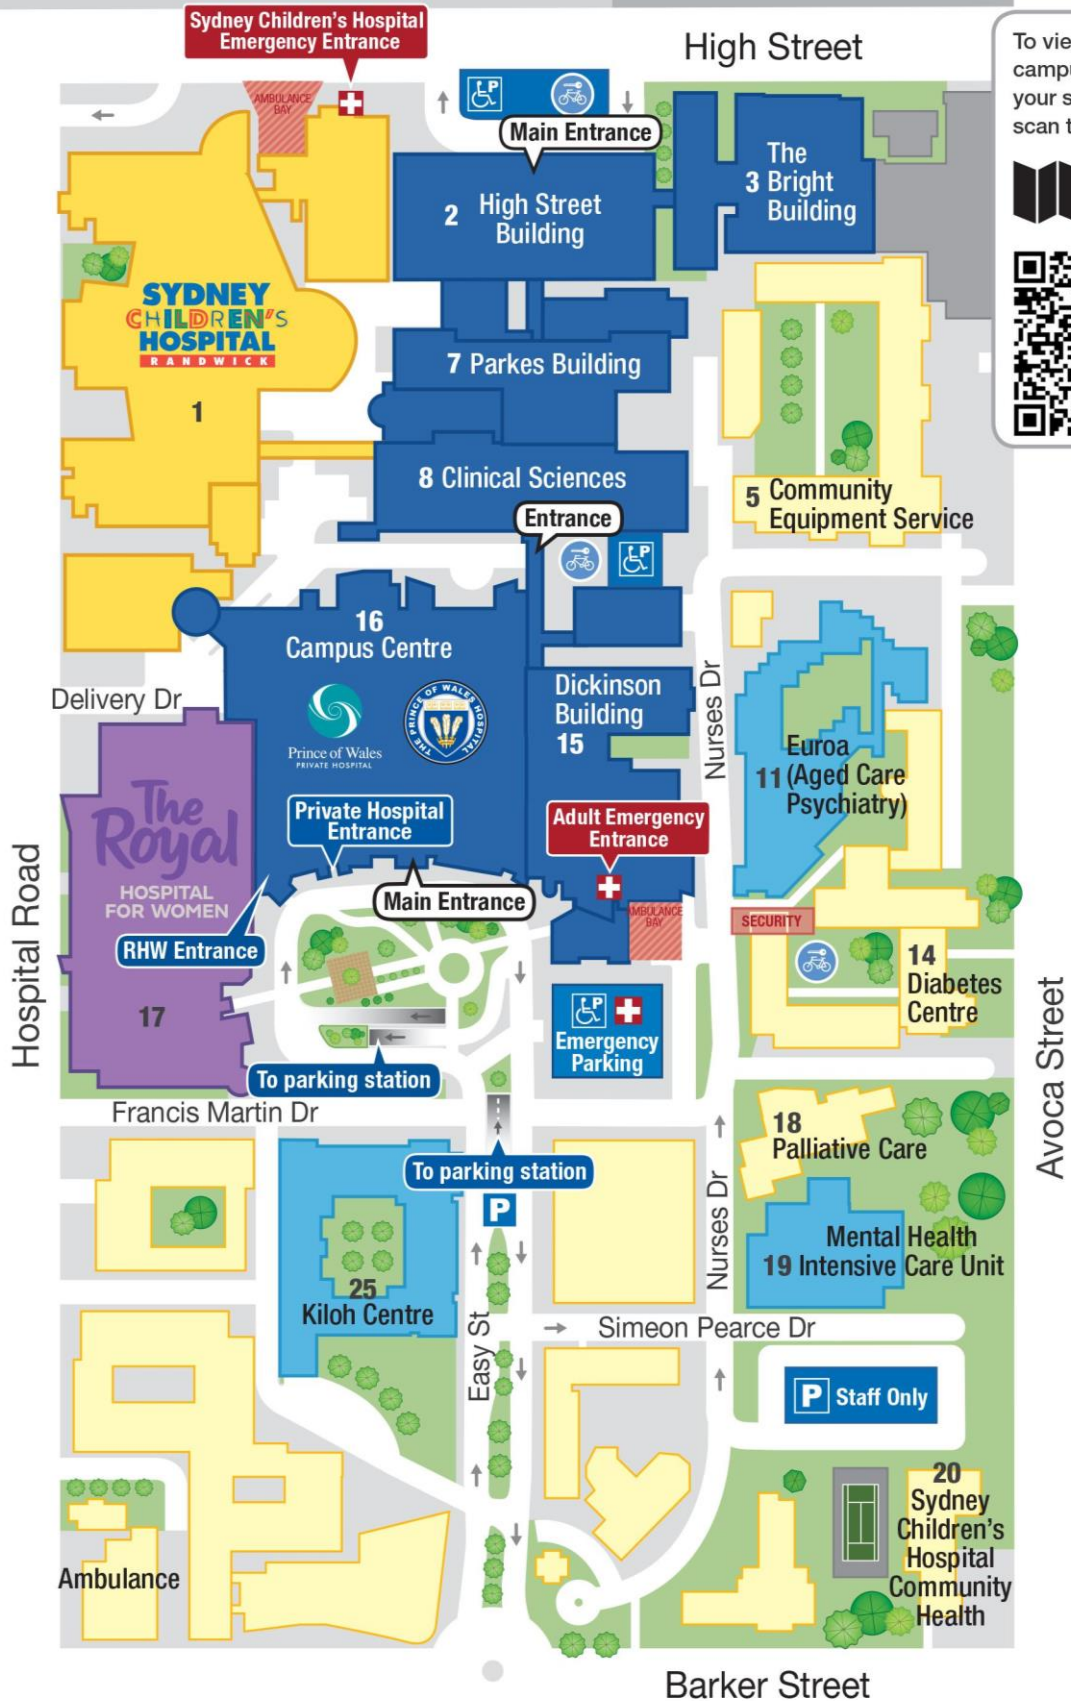 Sydney Children's Hospital
Emergency Entrance
High Street
To vie
campu
your s
scan t
AMBULANCE
BAY
P
Main Entrance
2 High Street
Building
The
3 Bright
Building
SYDNEY
CHILDREN'S
HOSPITAL
RANDWICK
1
7 Parkes Building
8 Clinical Sciences
5 Community
Equipment Service
Entrance
P
16
Campus Centre
Prince of Wales
PRIVATE HOSPITAL
THE PRINCE OF WALES HOSPITAL
Dickinson
Building
15
Delivery Dr
Nurses Dr
Euroa
11 (Aged Care
Psychiatry)
The
Royal
HOSPITAL
FOR WOMEN
17
Private Hospital
Entrance
Adult Emergency
Entrance
Main Entrance
RHW Entrance
AMBULANCE
BAY
SECURITY
14
Diabetes
Centre
Hospital Road
Avoca Street
P
Emergency
Parking
To parking station
Francis Martin Dr
To parking station
P
18
Palliative Care
Nurses Dr
Mental Health
19 Intensive Care Unit
25
Kiloh Centre
Easy St
Simeon Pearce Dr
P Staff Only
20
Sydney
Children's
Hospital
Community
Health
Ambulance
Barker Street